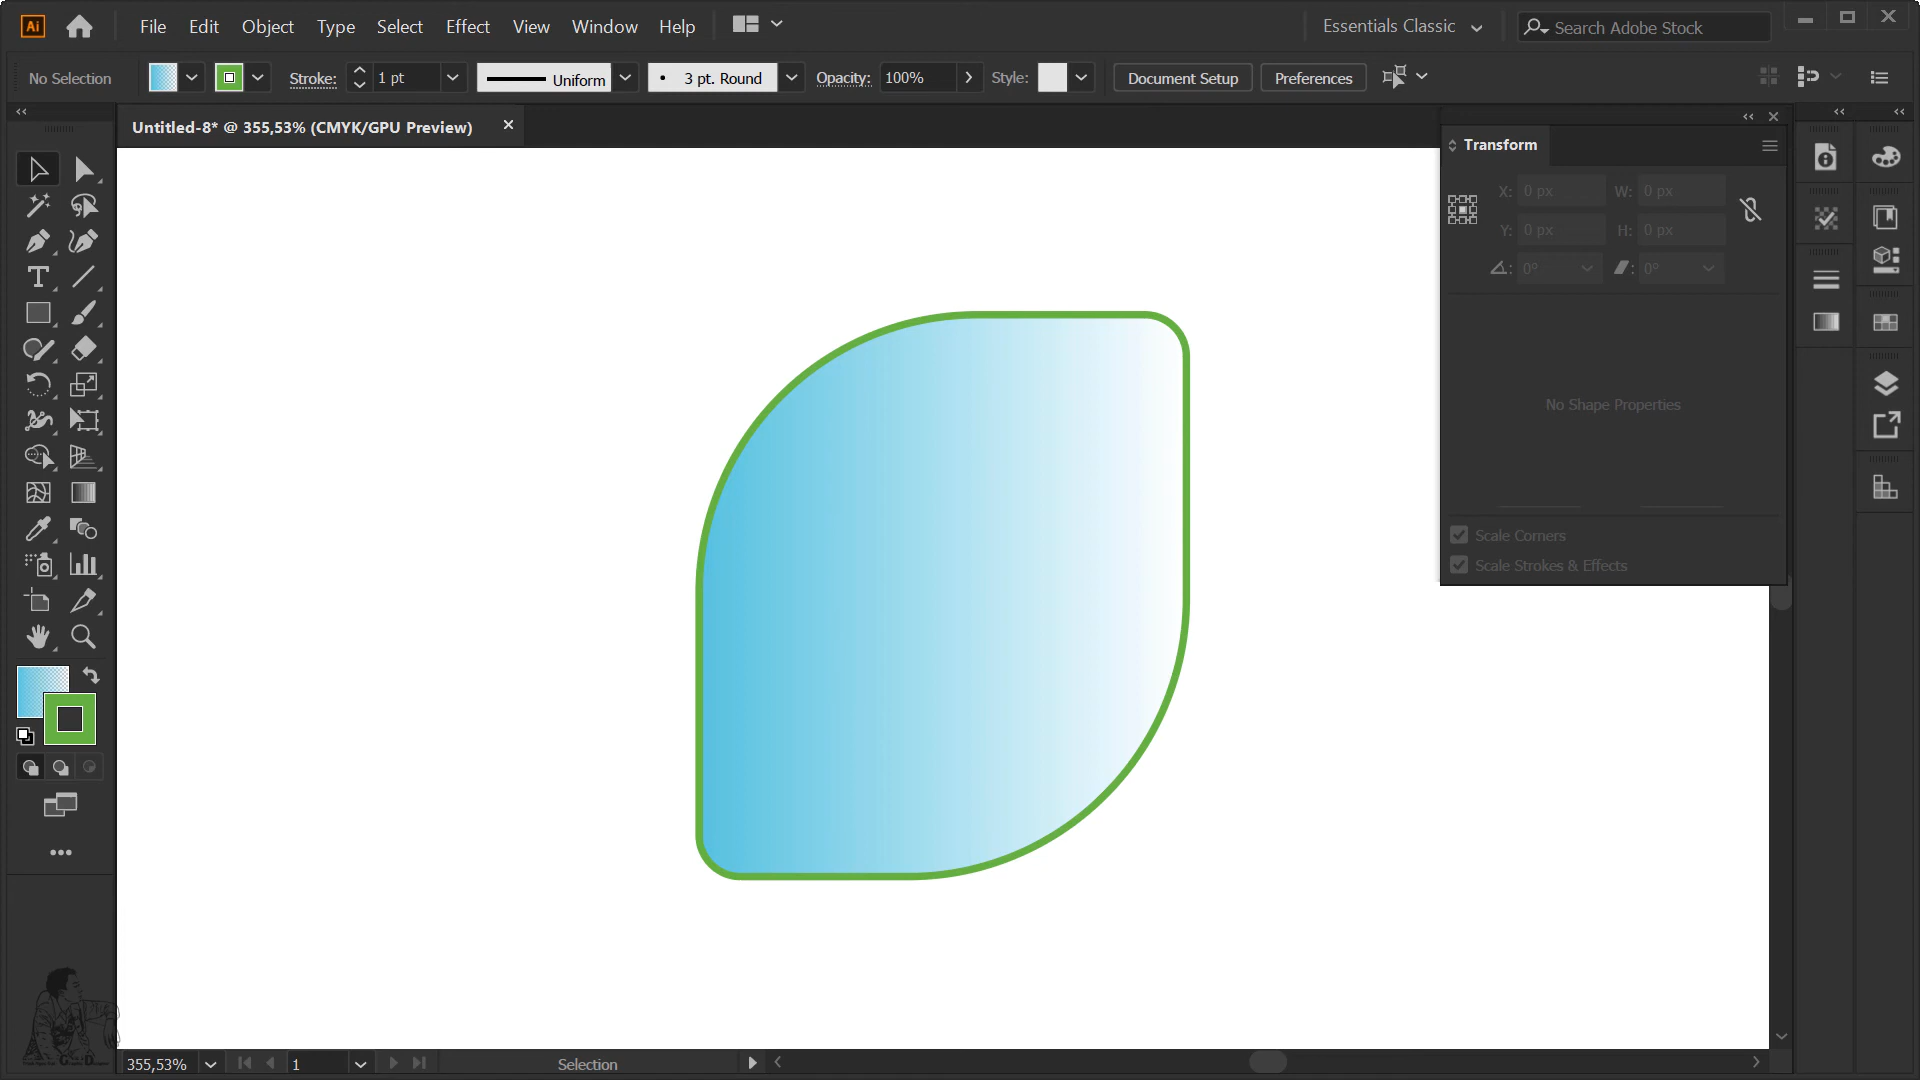 Ai File Edit Object Type Select Effect View Window Help Essentials Classic Search Adobe Stock
No Selection Stroke: 1 pt Uniform 3 pt. Round Opacity: 100% Style: Document Setup Preferences
Untitled-8* @ 355,53% (CMYK/GPU Preview)
Transform
X: 0 px W: 0 px
Y: 0 px H: 0 px
0° 0°
No Shape Properties
Scale Corners
Scale Strokes & Effects
355,53% 1 Selection